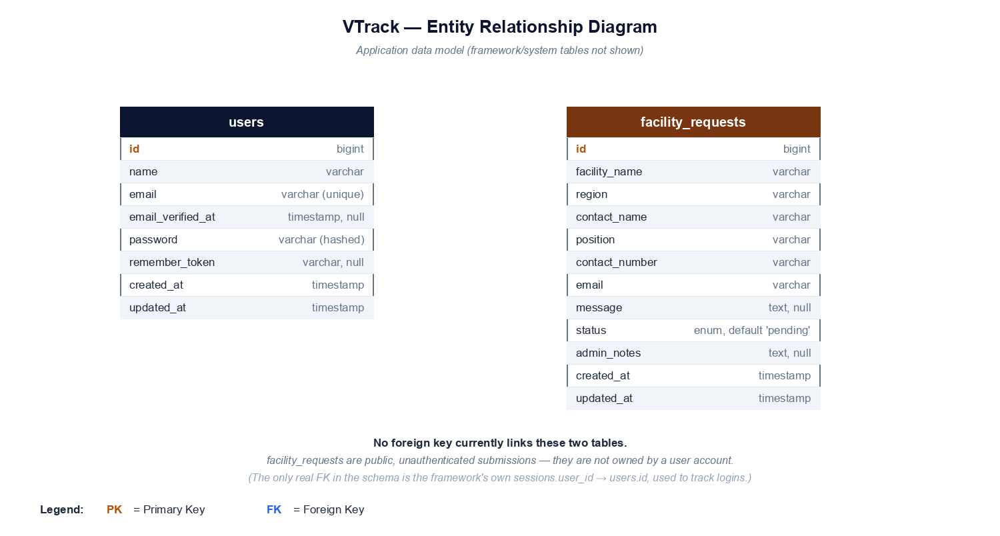 VTrack — Entity Relationship Diagram
Application data model (framework/system tables not shown)
users
id bigint
name varchar
email varchar (unique)
email_verified_at timestamp, null
password varchar (hashed)
remember_token varchar, null
created_at timestamp
updated_at timestamp
facility_requests
id bigint
facility_name varchar
region varchar
contact_name varchar
position varchar
contact_number varchar
email varchar
message text, null
status enum, default 'pending'
admin_notes text, null
created_at timestamp
updated_at timestamp
No foreign key currently links these two tables.
facility_requests are public, unauthenticated submissions — they are not owned by a user account.
(The only real FK in the schema is the framework's own sessions.user_id → users.id, used to track logins.)
Legend: PK = Primary Key FK = Foreign Key